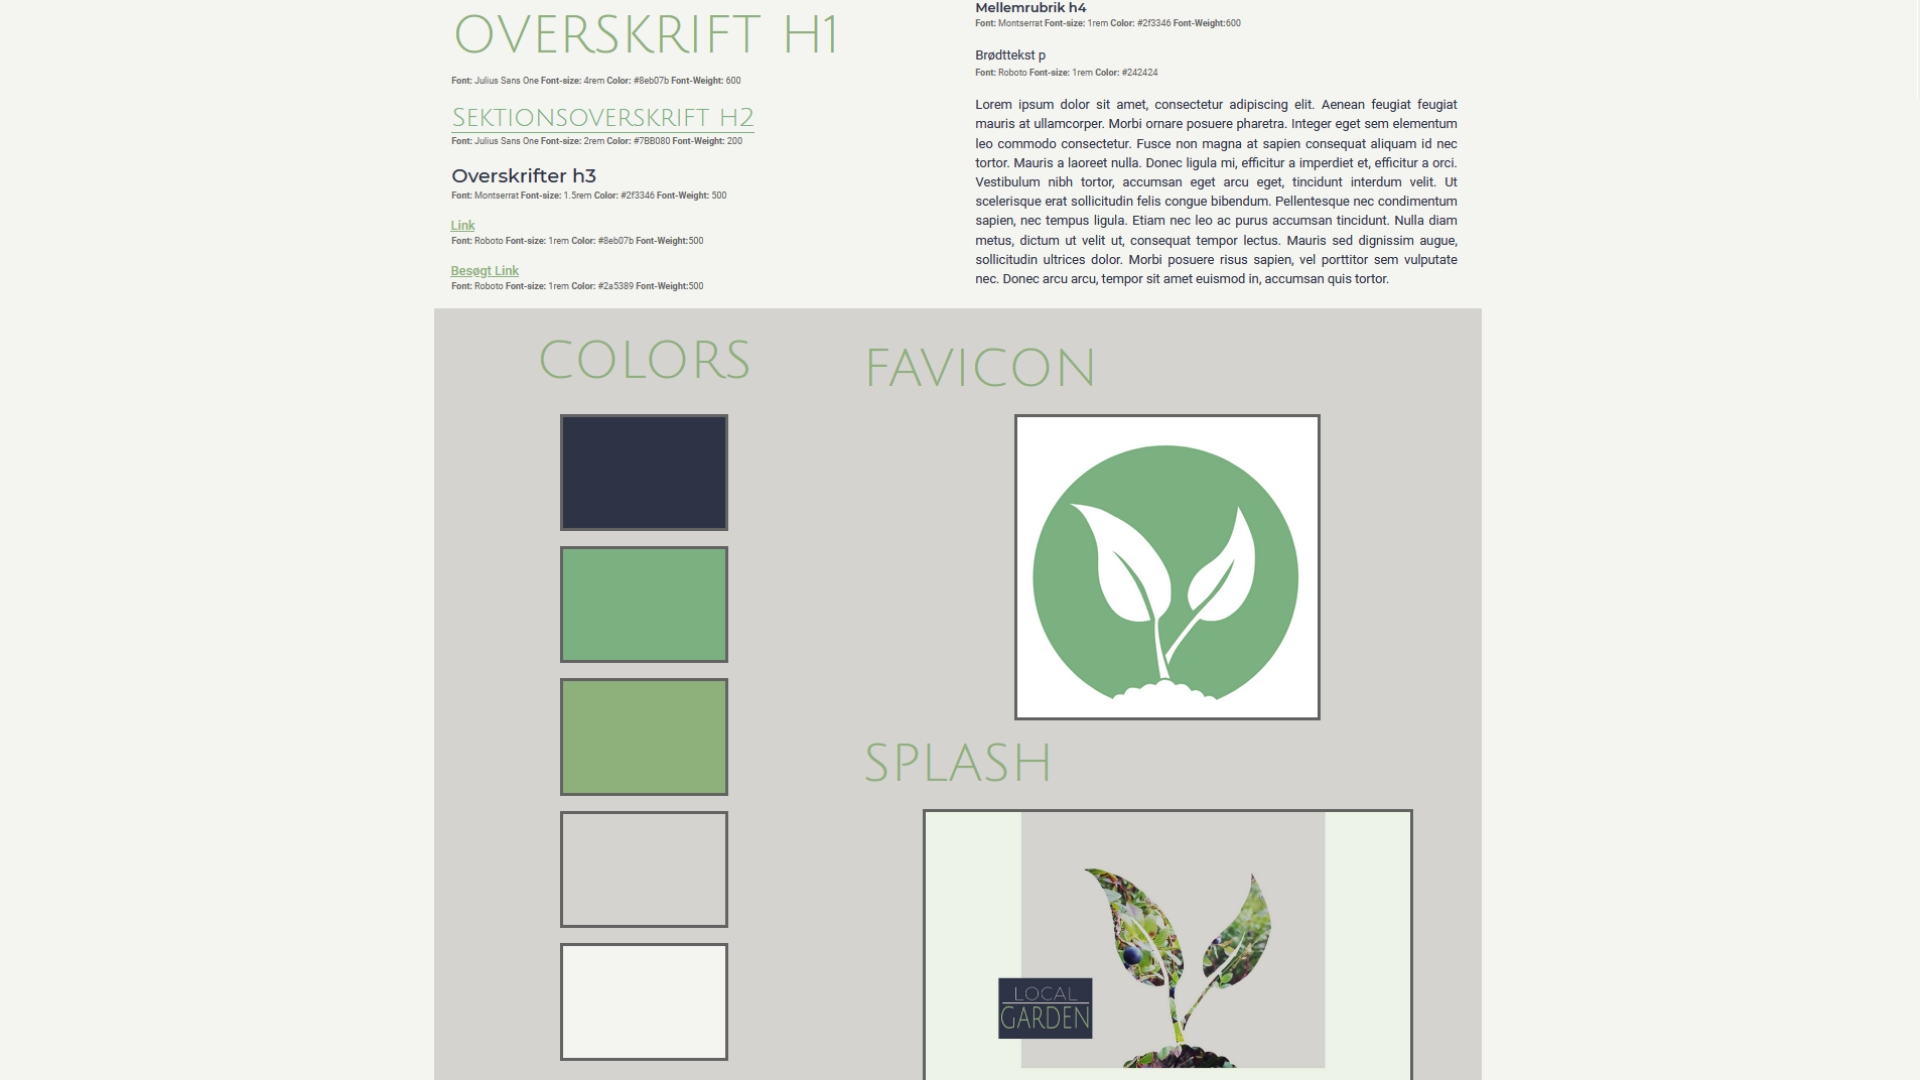 OVERSKRIFT H1
Font: Julius Sans One Font-size: 4rem Color: #8eb07b Font-Weight: 600
SEKTIONSOVERSKRIFT H2
Font: Julius Sans One Font-size: 2rem Color: #7BB080 Font-Weight: 200
Overskrifter h3
Font: Montserrat Font-size: 1.5rem Color: #2f3346 Font-Weight: 500
Link
Font: Roboto Font-size: 1rem Color: #8eb07b Font-Weight:500
Besøgt Link
Font: Roboto Font-size: 1rem Color: #2a5389 Font-Weight:500
Mellemrubrik h4
Font: Montserrat Font-size: 1rem Color: #2f3346 Font-Weight:600
Brødttekst p
Font: Roboto Font-size: 1rem Color: #242424
Lorem ipsum dolor sit amet, consectetur adipiscing elit. Aenean feugiat feugiat
mauris at ullamcorper. Morbi ornare posuere pharetra. Integer eget sem elementum
leo commodo consectetur. Fusce non magna at sapien consequat aliquam id nec
tortor. Mauris a laoreet nulla. Donec ligula mi, efficitur a imperdiet et, efficitur a orci.
Vestibulum nibh tortor, accumsan eget arcu eget, tincidunt interdum velit. Ut
scelerisque erat sollicitudin felis congue bibendum. Pellentesque nec condimentum
sapien, nec tempus ligula. Etiam nec leo ac purus accumsan tincidunt. Nulla diam
metus, dictum ut velit ut, consequat tempor lectus. Mauris sed dignissim augue,
sollicitudin ultrices dolor. Morbi posuere risus sapien, vel porttitor sem vulputate
nec. Donec arcu arcu, tempor sit amet euismod in, accumsan quis tortor.
COLORS
FAVICON
SPLASH
LOCAL
GARDEN